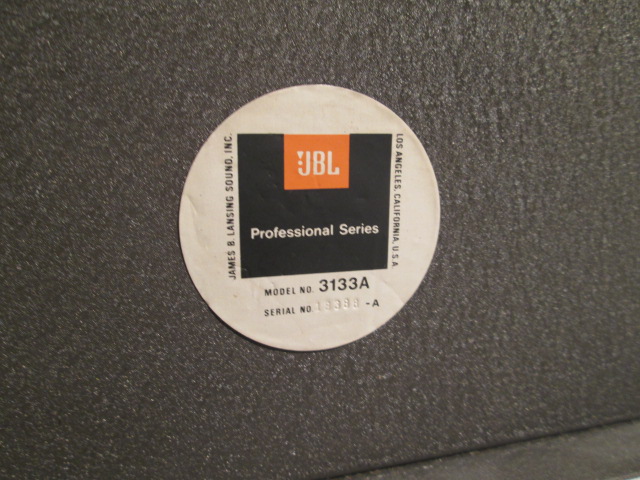 JBL
Professional Series
JAMES B. LANSING SOUND, INC.
LOS ANGELES, CALIFORNIA, U.S.A
MODEL NO. 3133A
SERIAL NO. -A